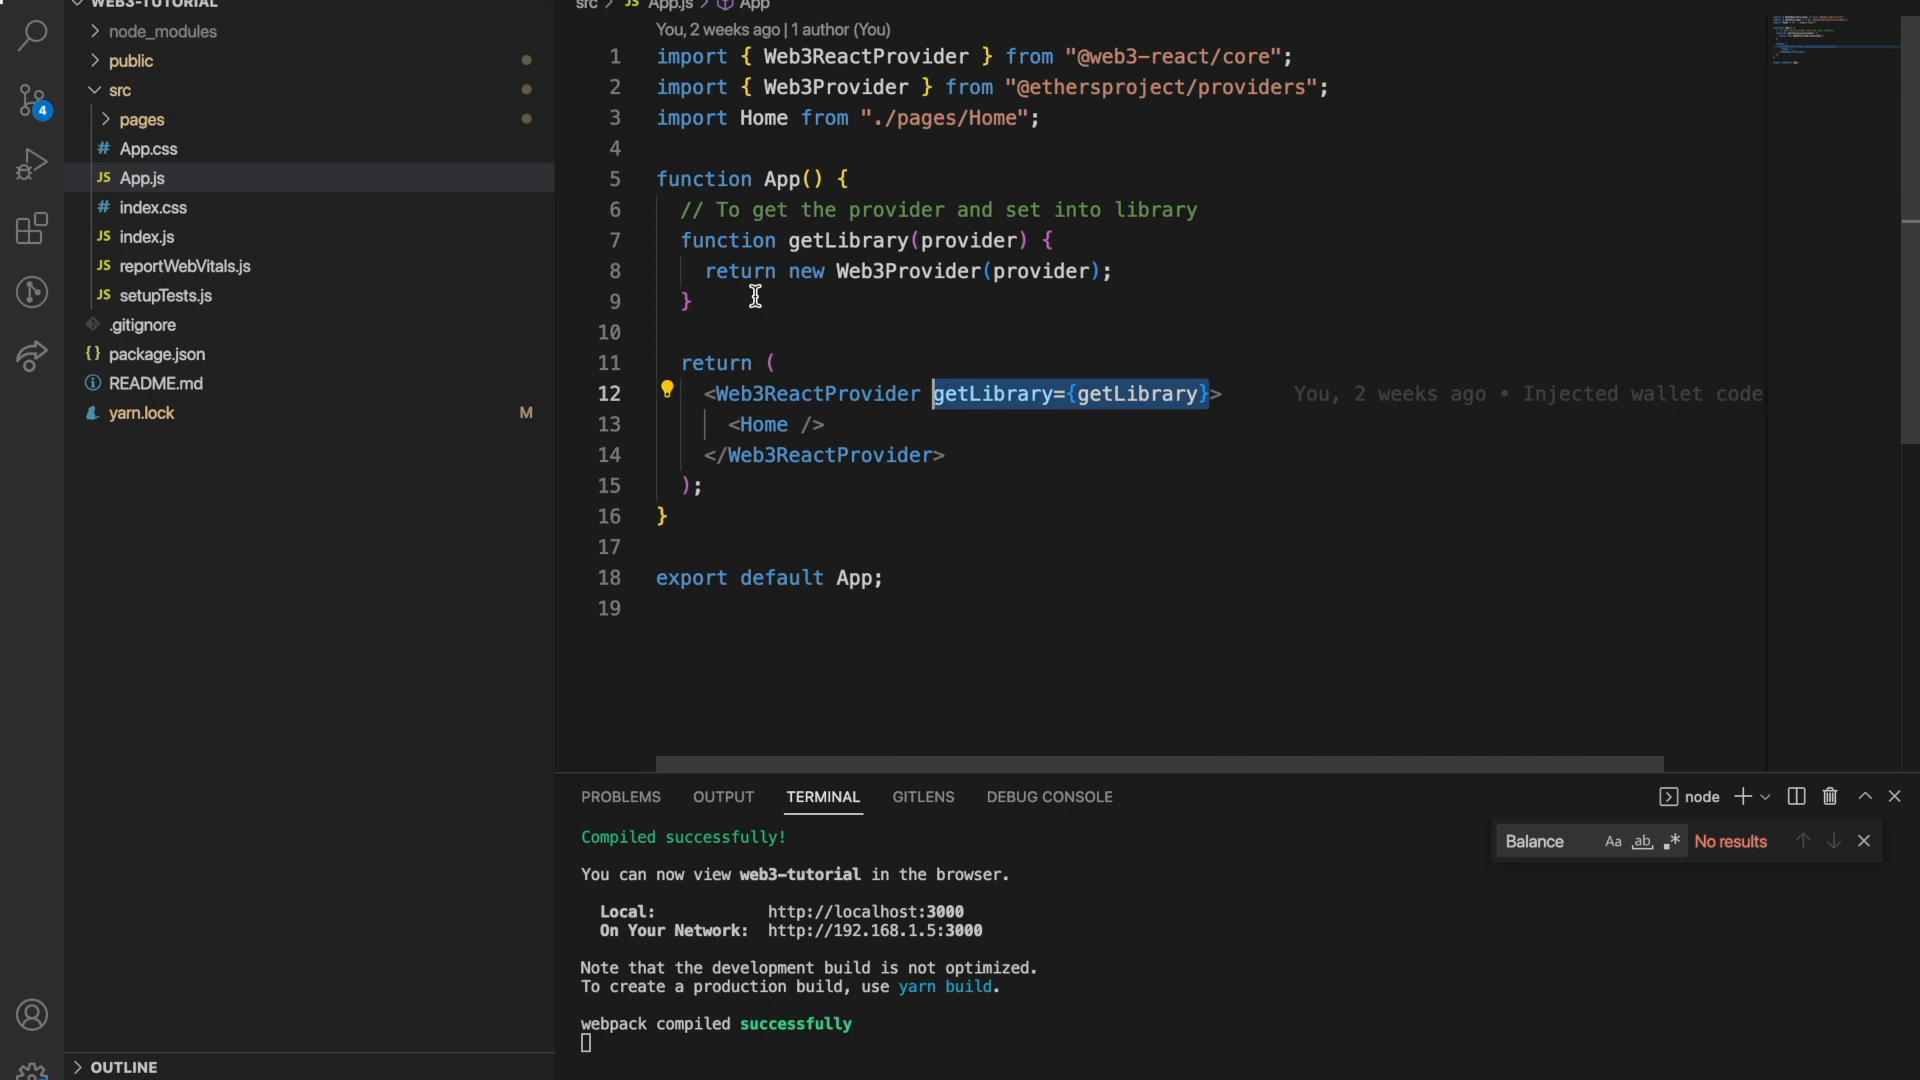 WEB3-TUTORIAL
node_modules
public
src
pages
# App.css
JS App.js
# index.css
JS index.js
JS reportWebVitals.js
JS setupTests.js
.gitignore
{} package.json
README.md
yarn.lock M
OUTLINE
4
src > JS App.js > App
You, 2 weeks ago | 1 author (You)
1 import { Web3ReactProvider } from "@web3-react/core";
2 import { Web3Provider } from "@ethersproject/providers";
3 import Home from "./pages/Home";
4
5 function App() {
6 // To get the provider and set into library
7 function getLibrary(provider) {
8 return new Web3Provider(provider);
9 }
10
11 return (
12 <Web3ReactProvider getLibrary={getLibrary}> You, 2 weeks ago • Injected wallet code
13 <Home />
14 </Web3ReactProvider>
15 );
16 }
17
18 export default App;
19
PROBLEMS OUTPUT TERMINAL GITLENS DEBUG CONSOLE node
Balance Aa ab .* No results
Compiled successfully!
You can now view web3-tutorial in the browser.
Local: http://localhost:3000
On Your Network: http://192.168.1.5:3000
Note that the development build is not optimized.
To create a production build, use yarn build.
webpack compiled successfully